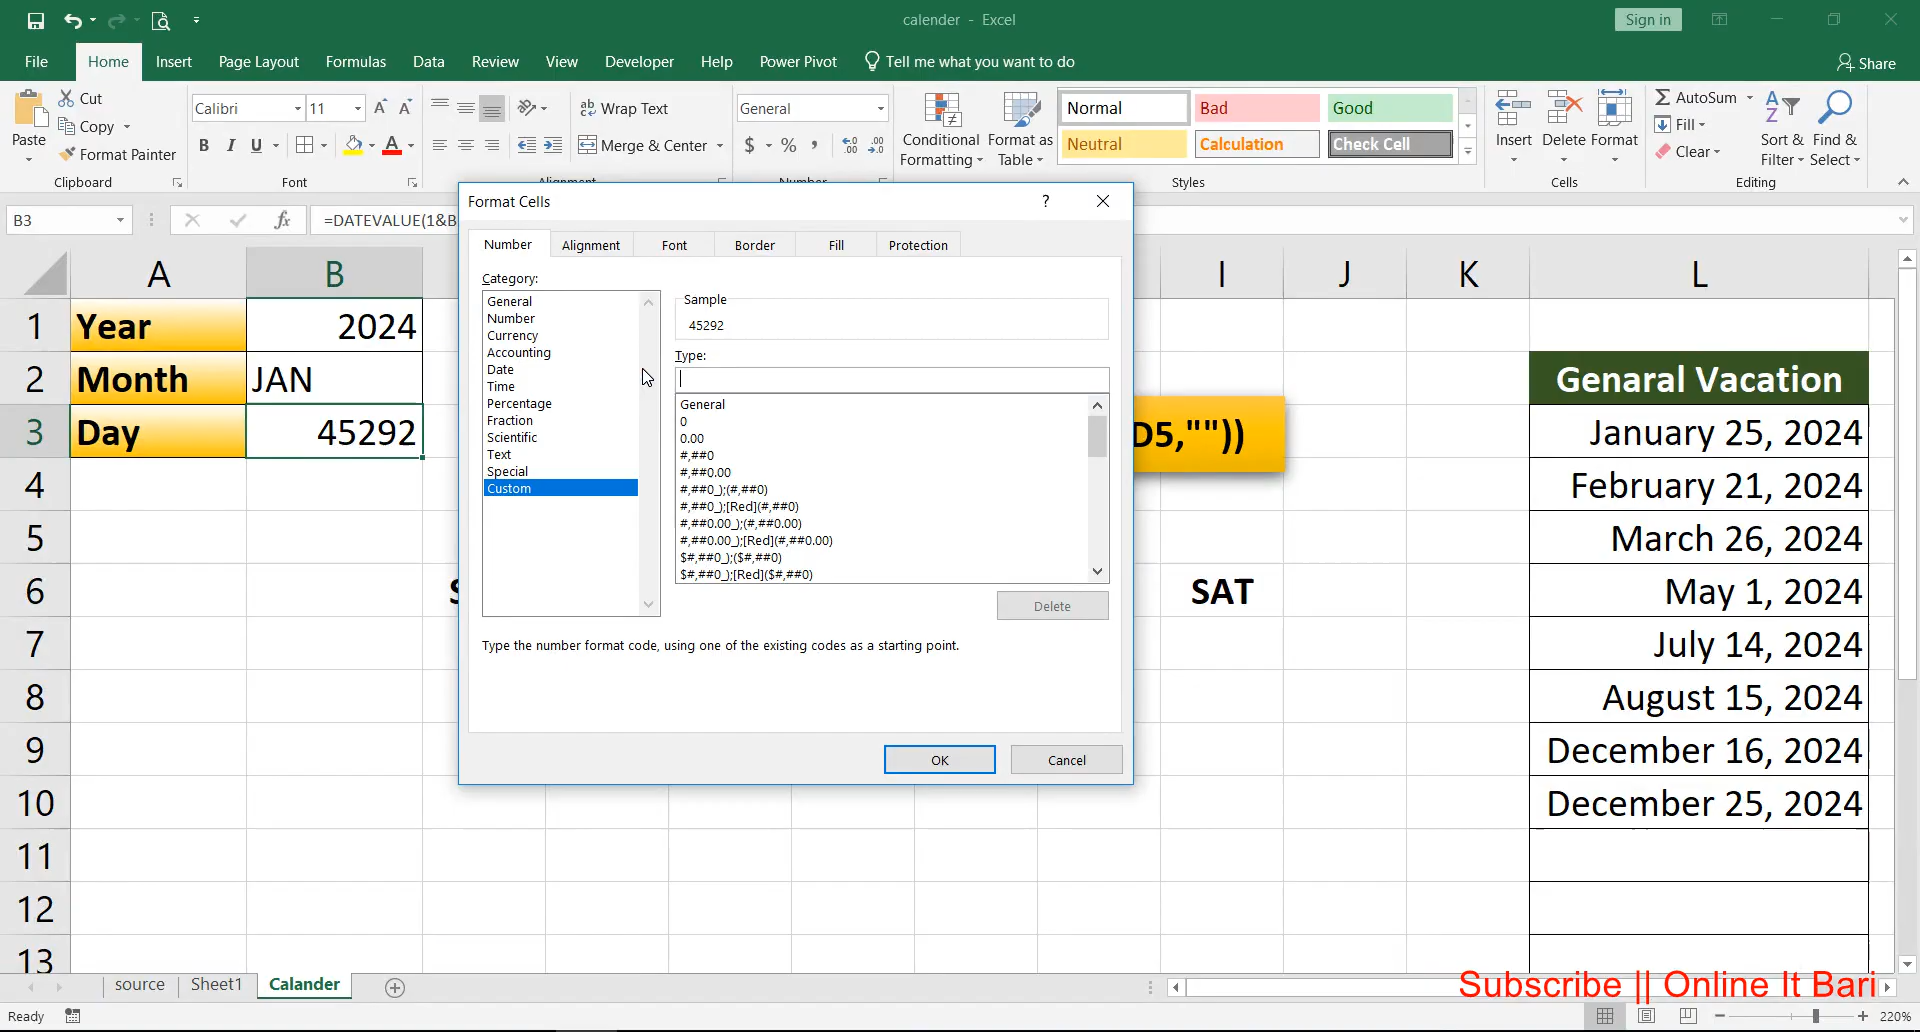 calender - Excel
Sign in
File
Home
Insert
Page Layout
Formulas
Data
Review
View
Developer
Help
Power Pivot
Tell me what you want to do
Share
Paste
Cut
Copy
Format Painter
Clipboard
Calibri
11
B I U
Font
Wrap Text
Merge & Center
General
$ % ,
Conditional Formatting
Format as Table
Normal
Bad
Good
Neutral
Calculation
Check Cell
Styles
Insert
Delete
Format
Cells
AutoSum
Fill
Clear
Sort & Filter
Find & Select
Editing
B3
fx
=DATEVALUE(1&B
A B I J K L
1 Year 2024
2 Month JAN
3 Day 45292
4
5
6
7
8
9
10
11
12
13
Format Cells
?
Number
Alignment
Font
Border
Fill
Protection
Category:
General
Number
Currency
Accounting
Date
Time
Percentage
Fraction
Scientific
Text
Special
Custom
Sample
45292
Type:
General
0
0.00
#,##0
#,##0.00
#,##0_);(#,##0)
#,##0_);[Red](#,##0)
#,##0.00_);(#,##0.00)
#,##0.00_);[Red](#,##0.00)
$#,##0_);($#,##0)
$#,##0_);[Red]($#,##0)
Delete
Type the number format code, using one of the existing codes as a starting point.
OK
Cancel
D5,""))
SAT
Genaral Vacation
January 25, 2024
February 21, 2024
March 26, 2024
May 1, 2024
July 14, 2024
August 15, 2024
December 16, 2024
December 25, 2024
source
Sheet1
Calander
Subscribe || Online It Bari
Ready
220%